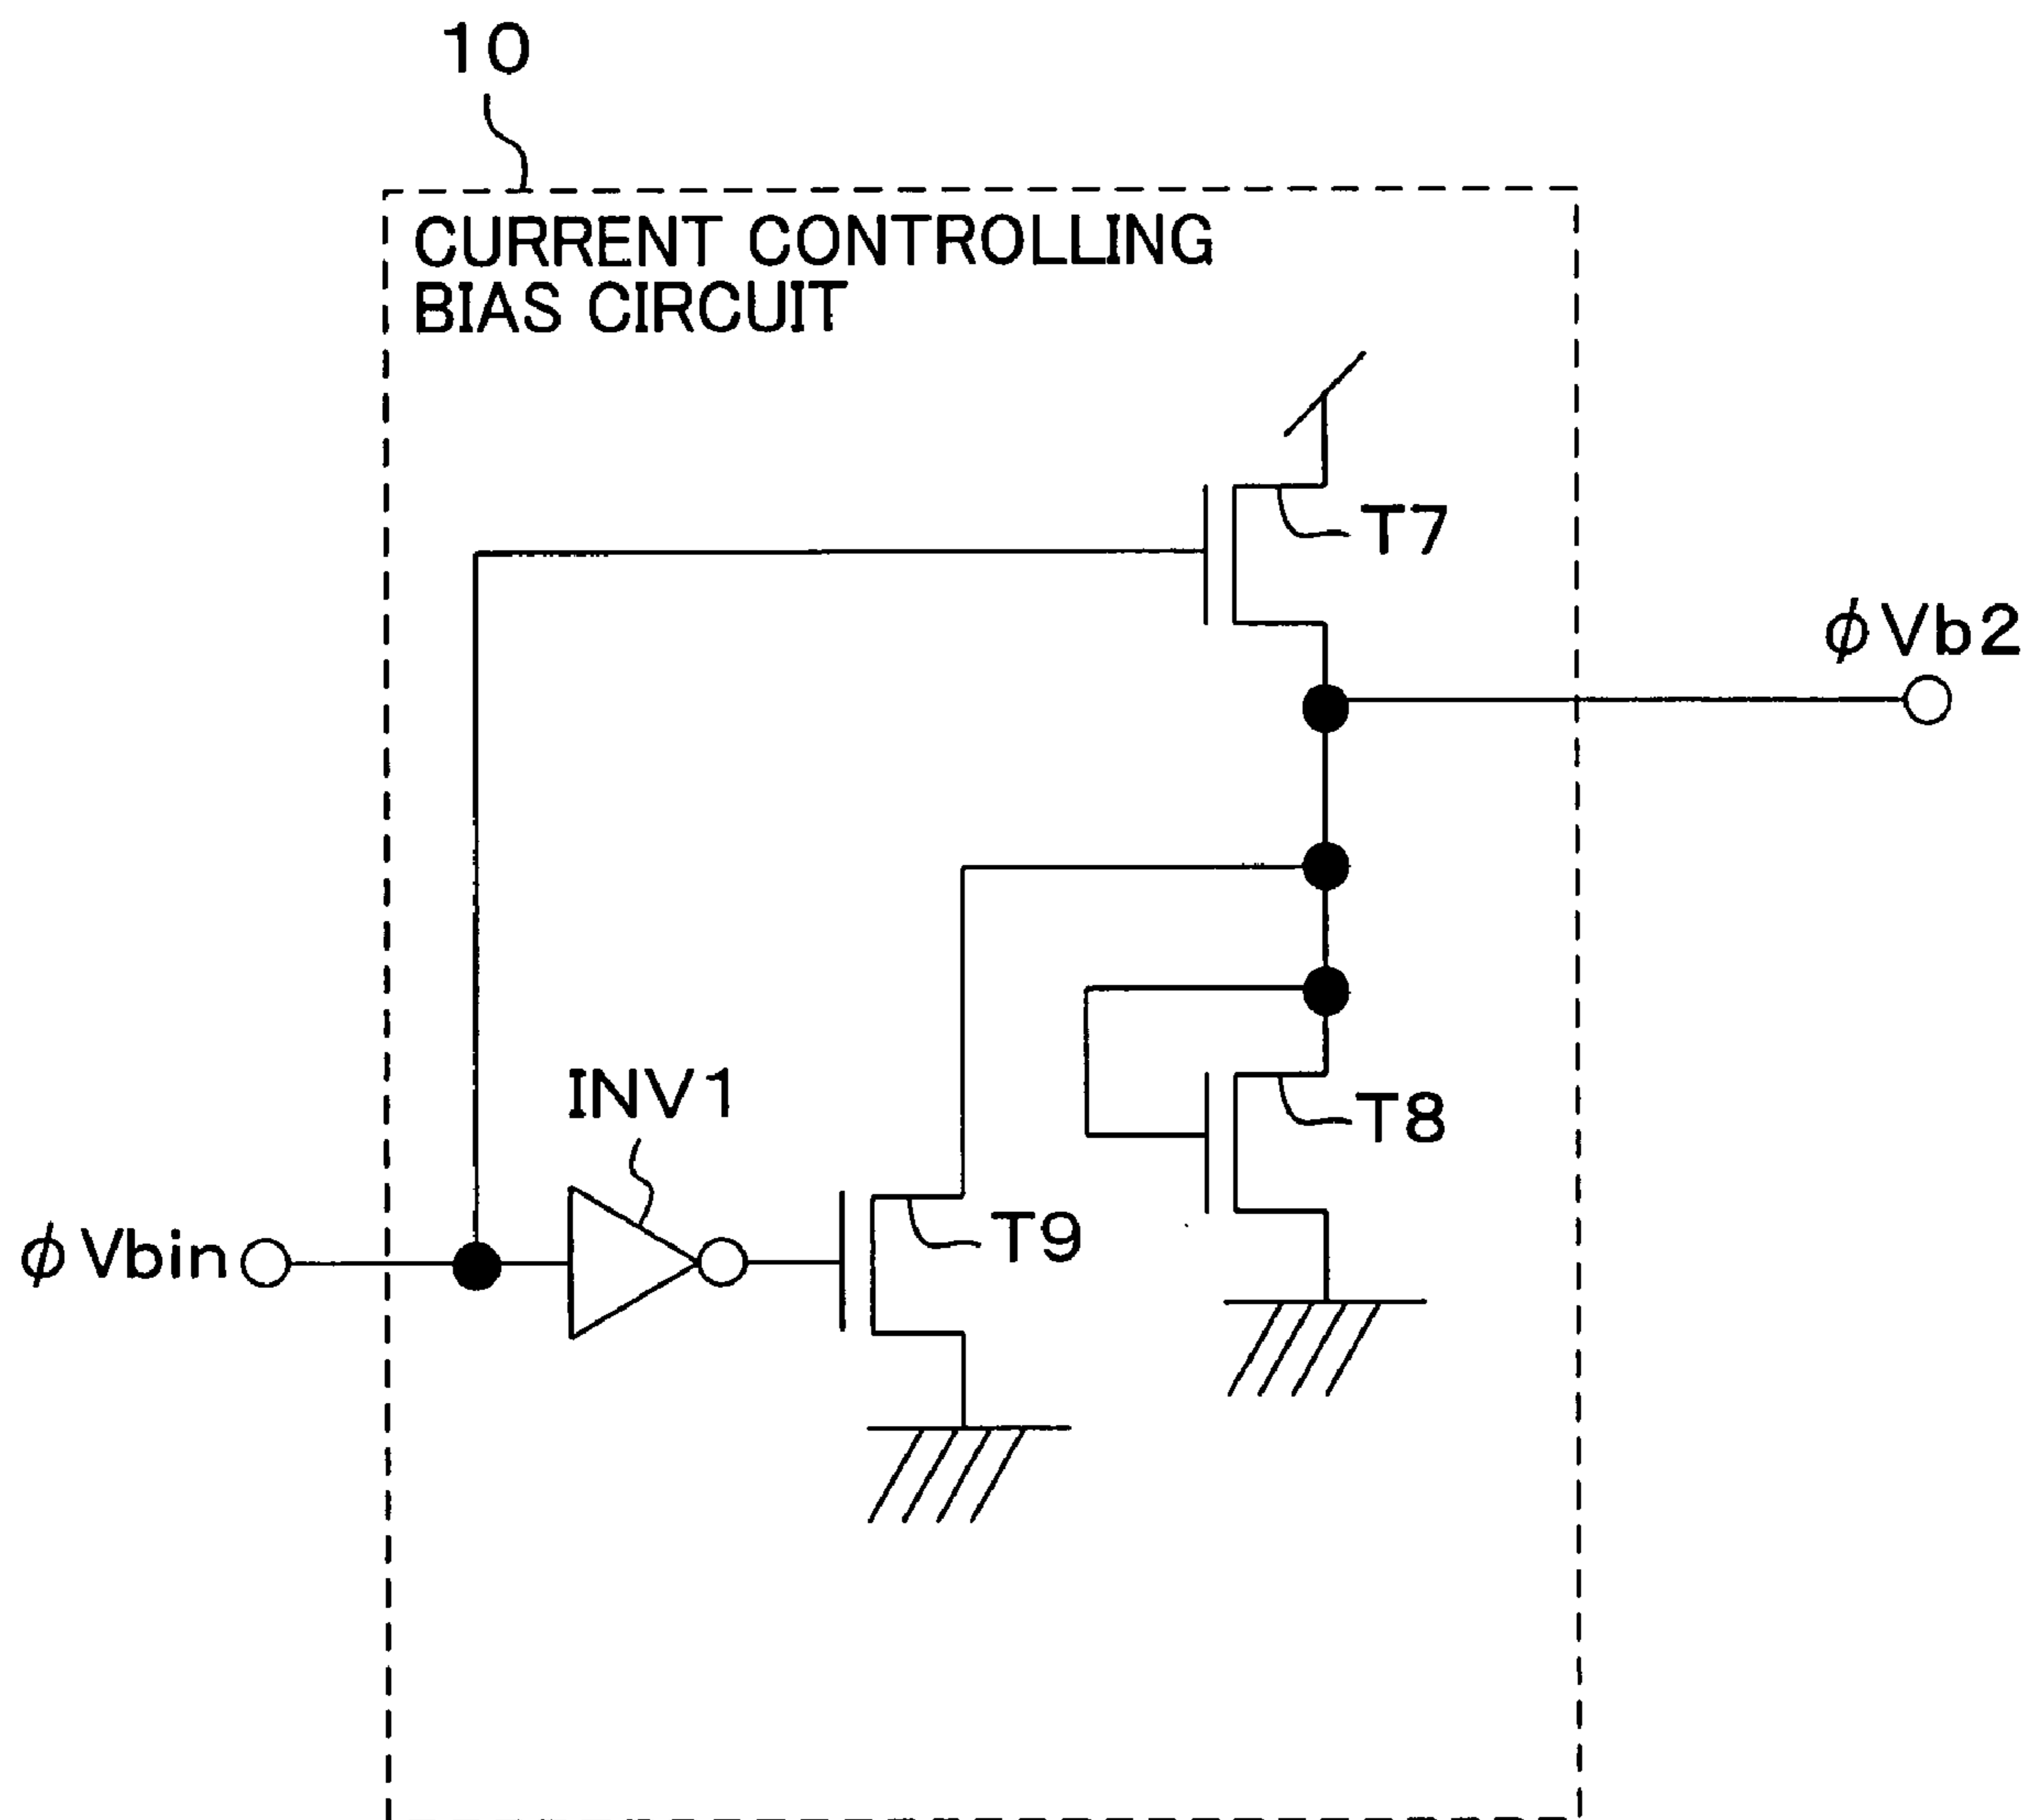 10
CURRENT CONTROLLING
BIAS CIRCUIT
T7
ϕVb2
INV1
T8
T9
ϕVbin